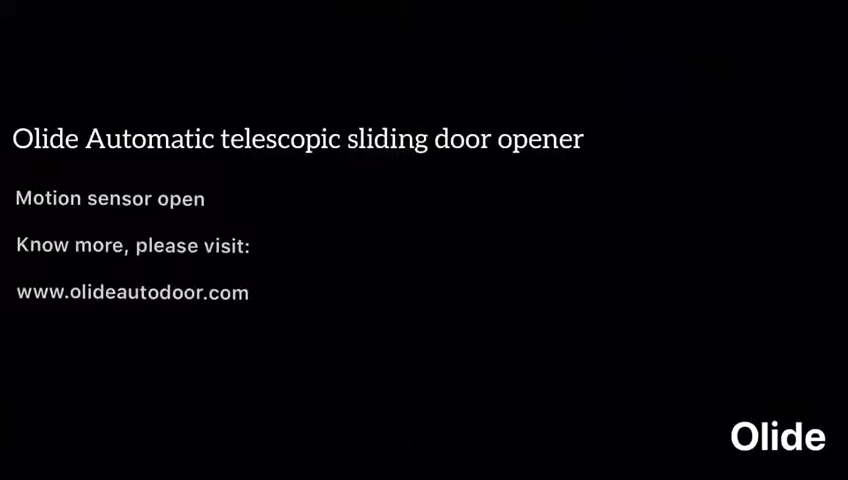 Olide Automatic telescopic sliding door opener
Motion sensor open
Know more, please visit:
www.olideautodoor.com
Olide